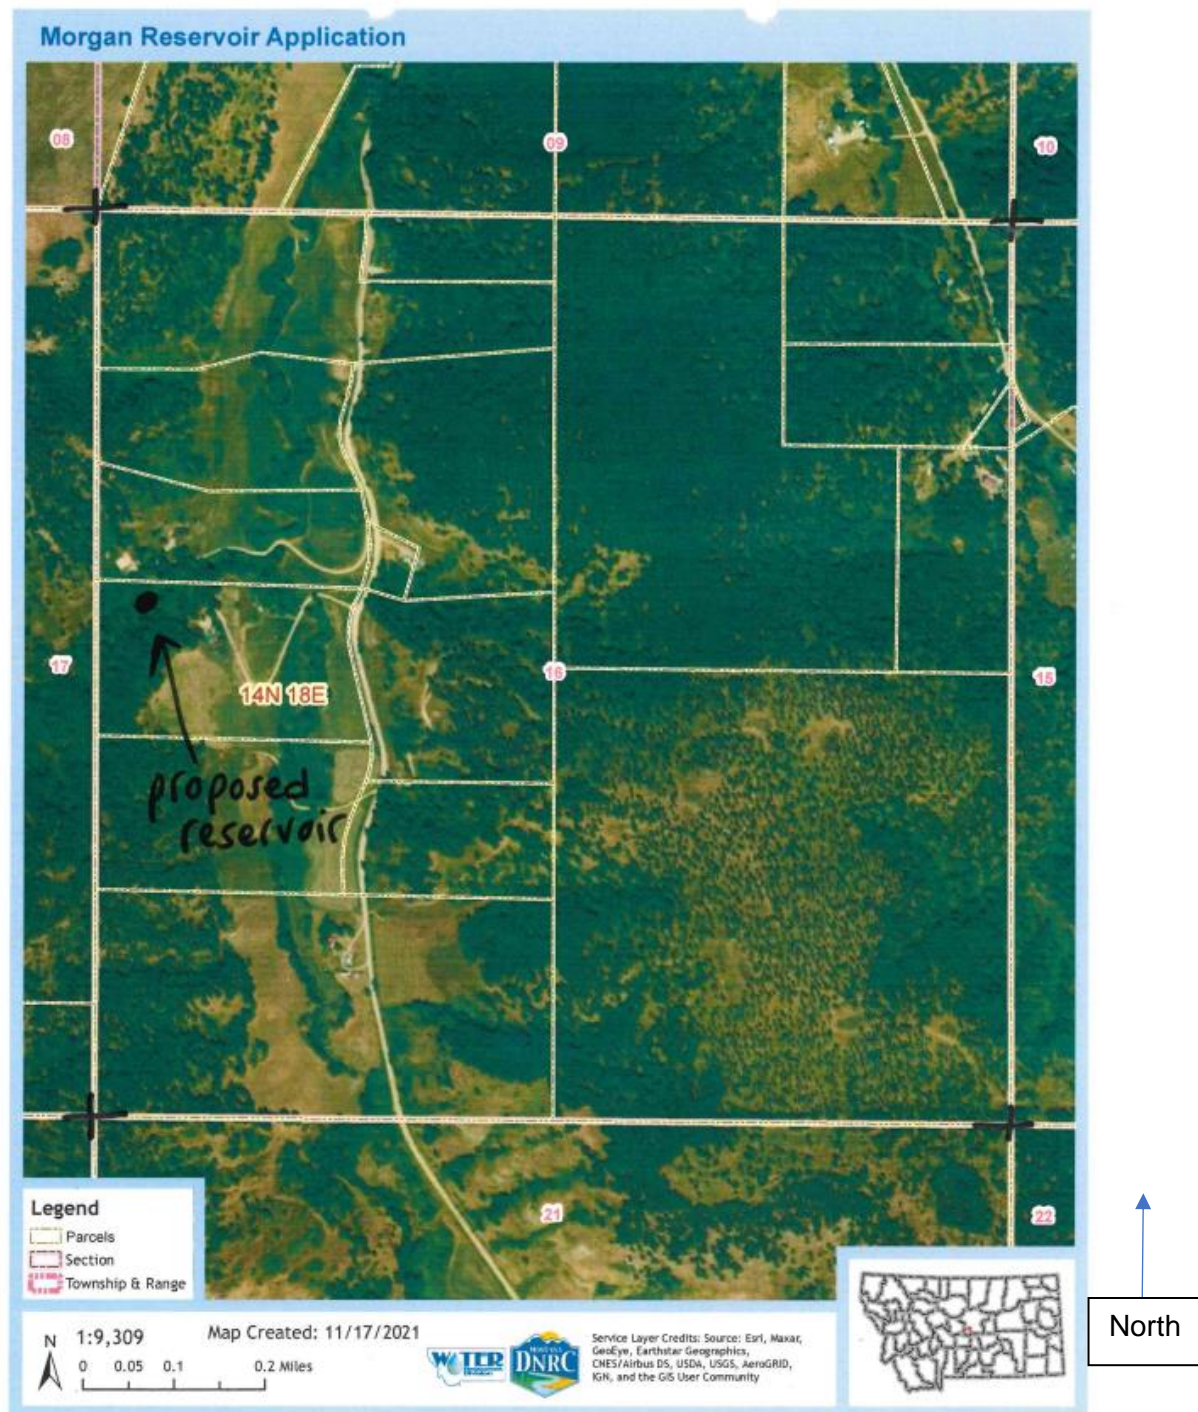 Morgan Reservoir Application
08
09
10
17
14N 18E
16
15
proposed
reservoir
21
22
Legend
Parcels
Section
Township & Range
N
1:9,309
Map Created: 11/17/2021
0 0.05 0.1 0.2 Miles
WATER
MONTANA
DNRC
Service Layer Credits: Source: Esri, Maxar,
GeoEye, Earthstar Geographics,
CNES/Airbus DS, USDA, USGS, AeroGRID,
IGN, and the GIS User Community
North